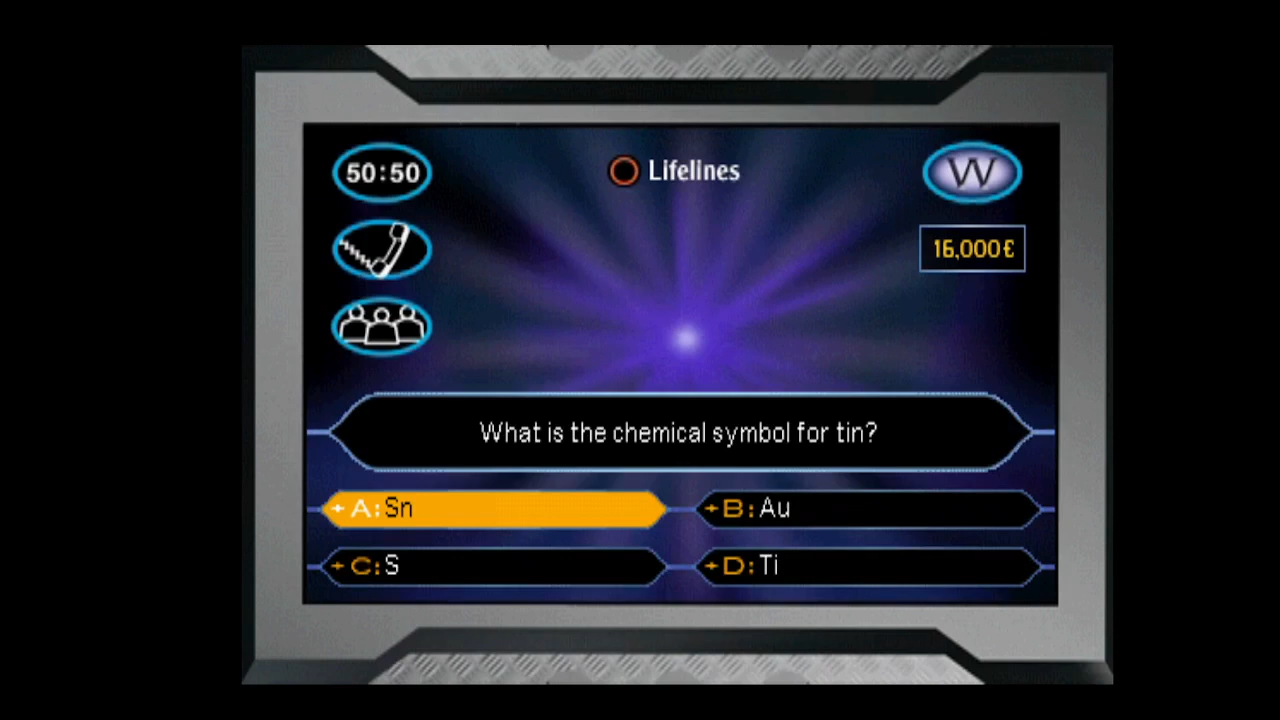 50:50
Lifelines
W
16,000€
What is the chemical symbol for tin?
A: Sn
B: Au
C: S
D: Ti